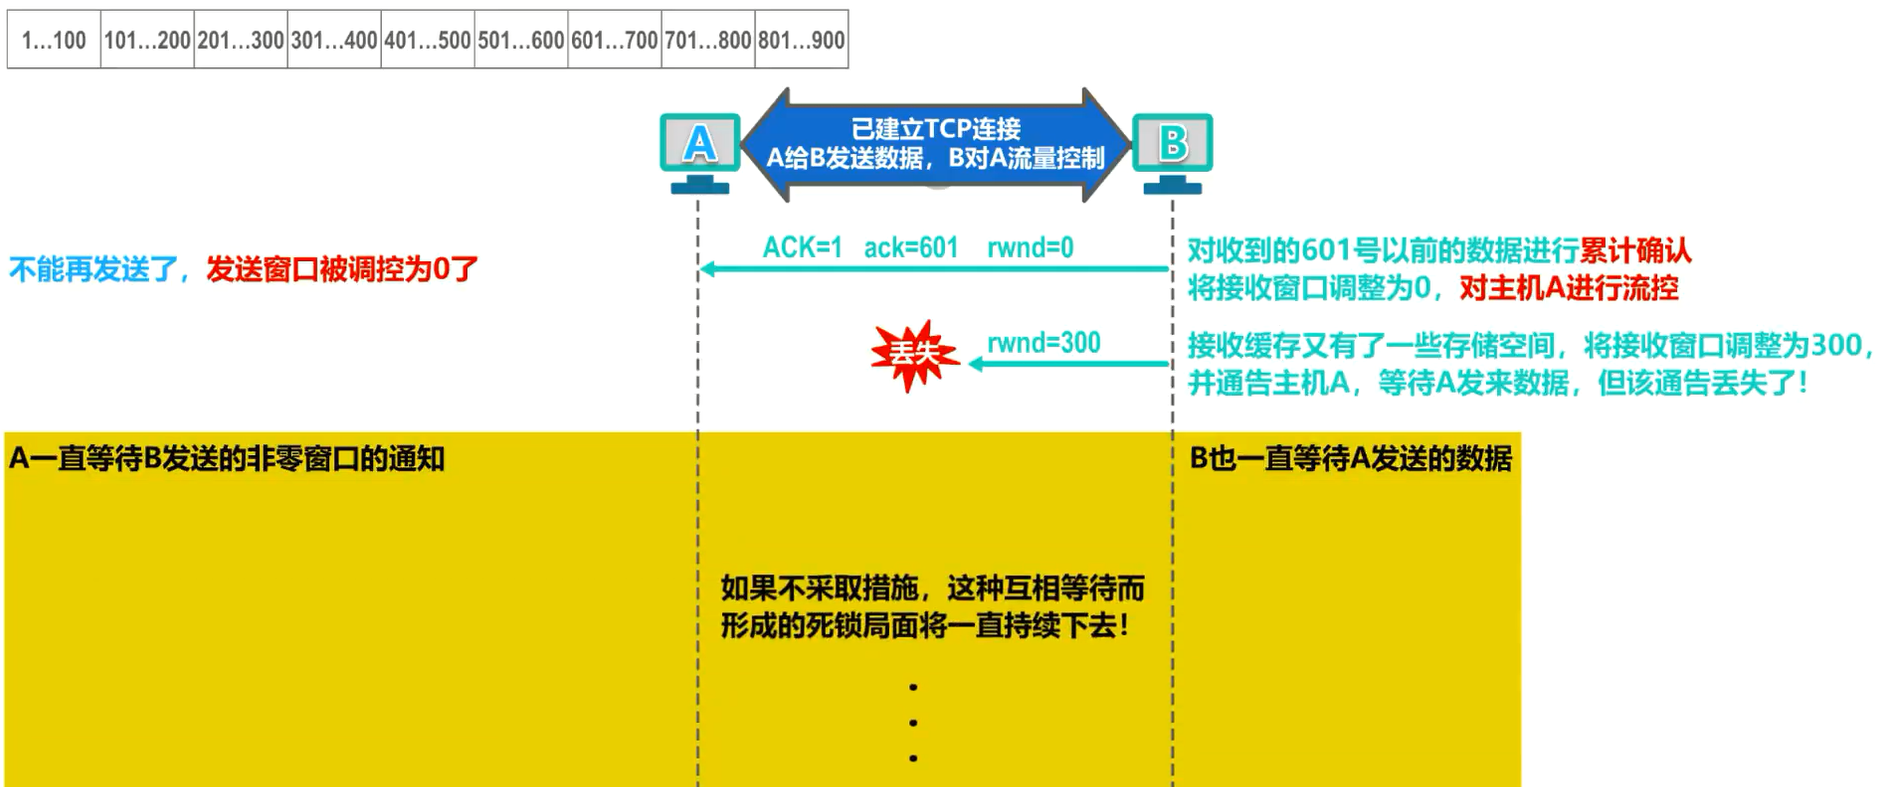 1…100 101…200 201…300 301…400 401…500 501…600 601…700 701…800 801…900
A
已建立TCP连接
A给B发送数据，B对A流量控制
B
不能再发送了，发送窗口被调控为0了
ACK=1 ack=601 rwnd=0
对收到的601号以前的数据进行累计确认
将接收窗口调整为0，对主机A进行流控
丢失
rwnd=300
接收缓存又有了一些存储空间，将接收窗口调整为300，
并通告主机A，等待A发来数据，但该通告丢失了！
A一直等待B发送的非零窗口的通知
B也一直等待A发送的数据
如果不采取措施，这种互相等待而
形成的死锁局面将一直持续下去！